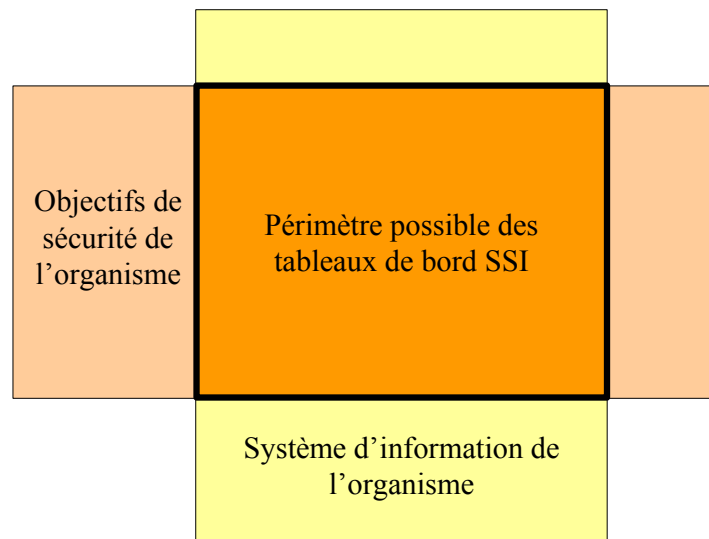 Objectifs de
sécurité de
l’organisme
Périmètre possible des
tableaux de bord SSI
Système d’information de
l’organisme